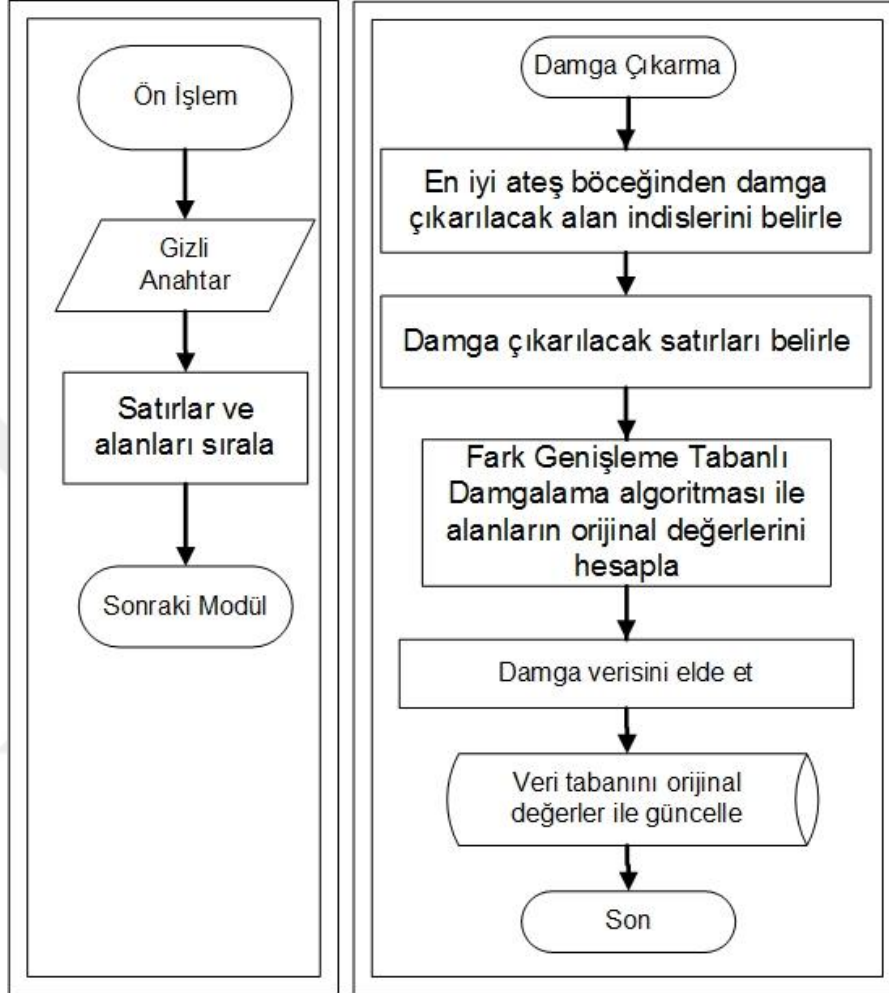 Ön İşlem
Gizli
Anahtar
Satırlar ve
alanları sırala
Sonraki Modül
Damga Çıkarma
En iyi ateş böceğinden damga
çıkarılacak alan indislerini belirle
Damga çıkarılacak satırları belirle
Fark Genişleme Tabanlı
Damgalama algoritması ile
alanların orijinal değerlerini
hesapla
Damga verisini elde et
Veri tabanını orijinal
değerler ile güncelle
Son